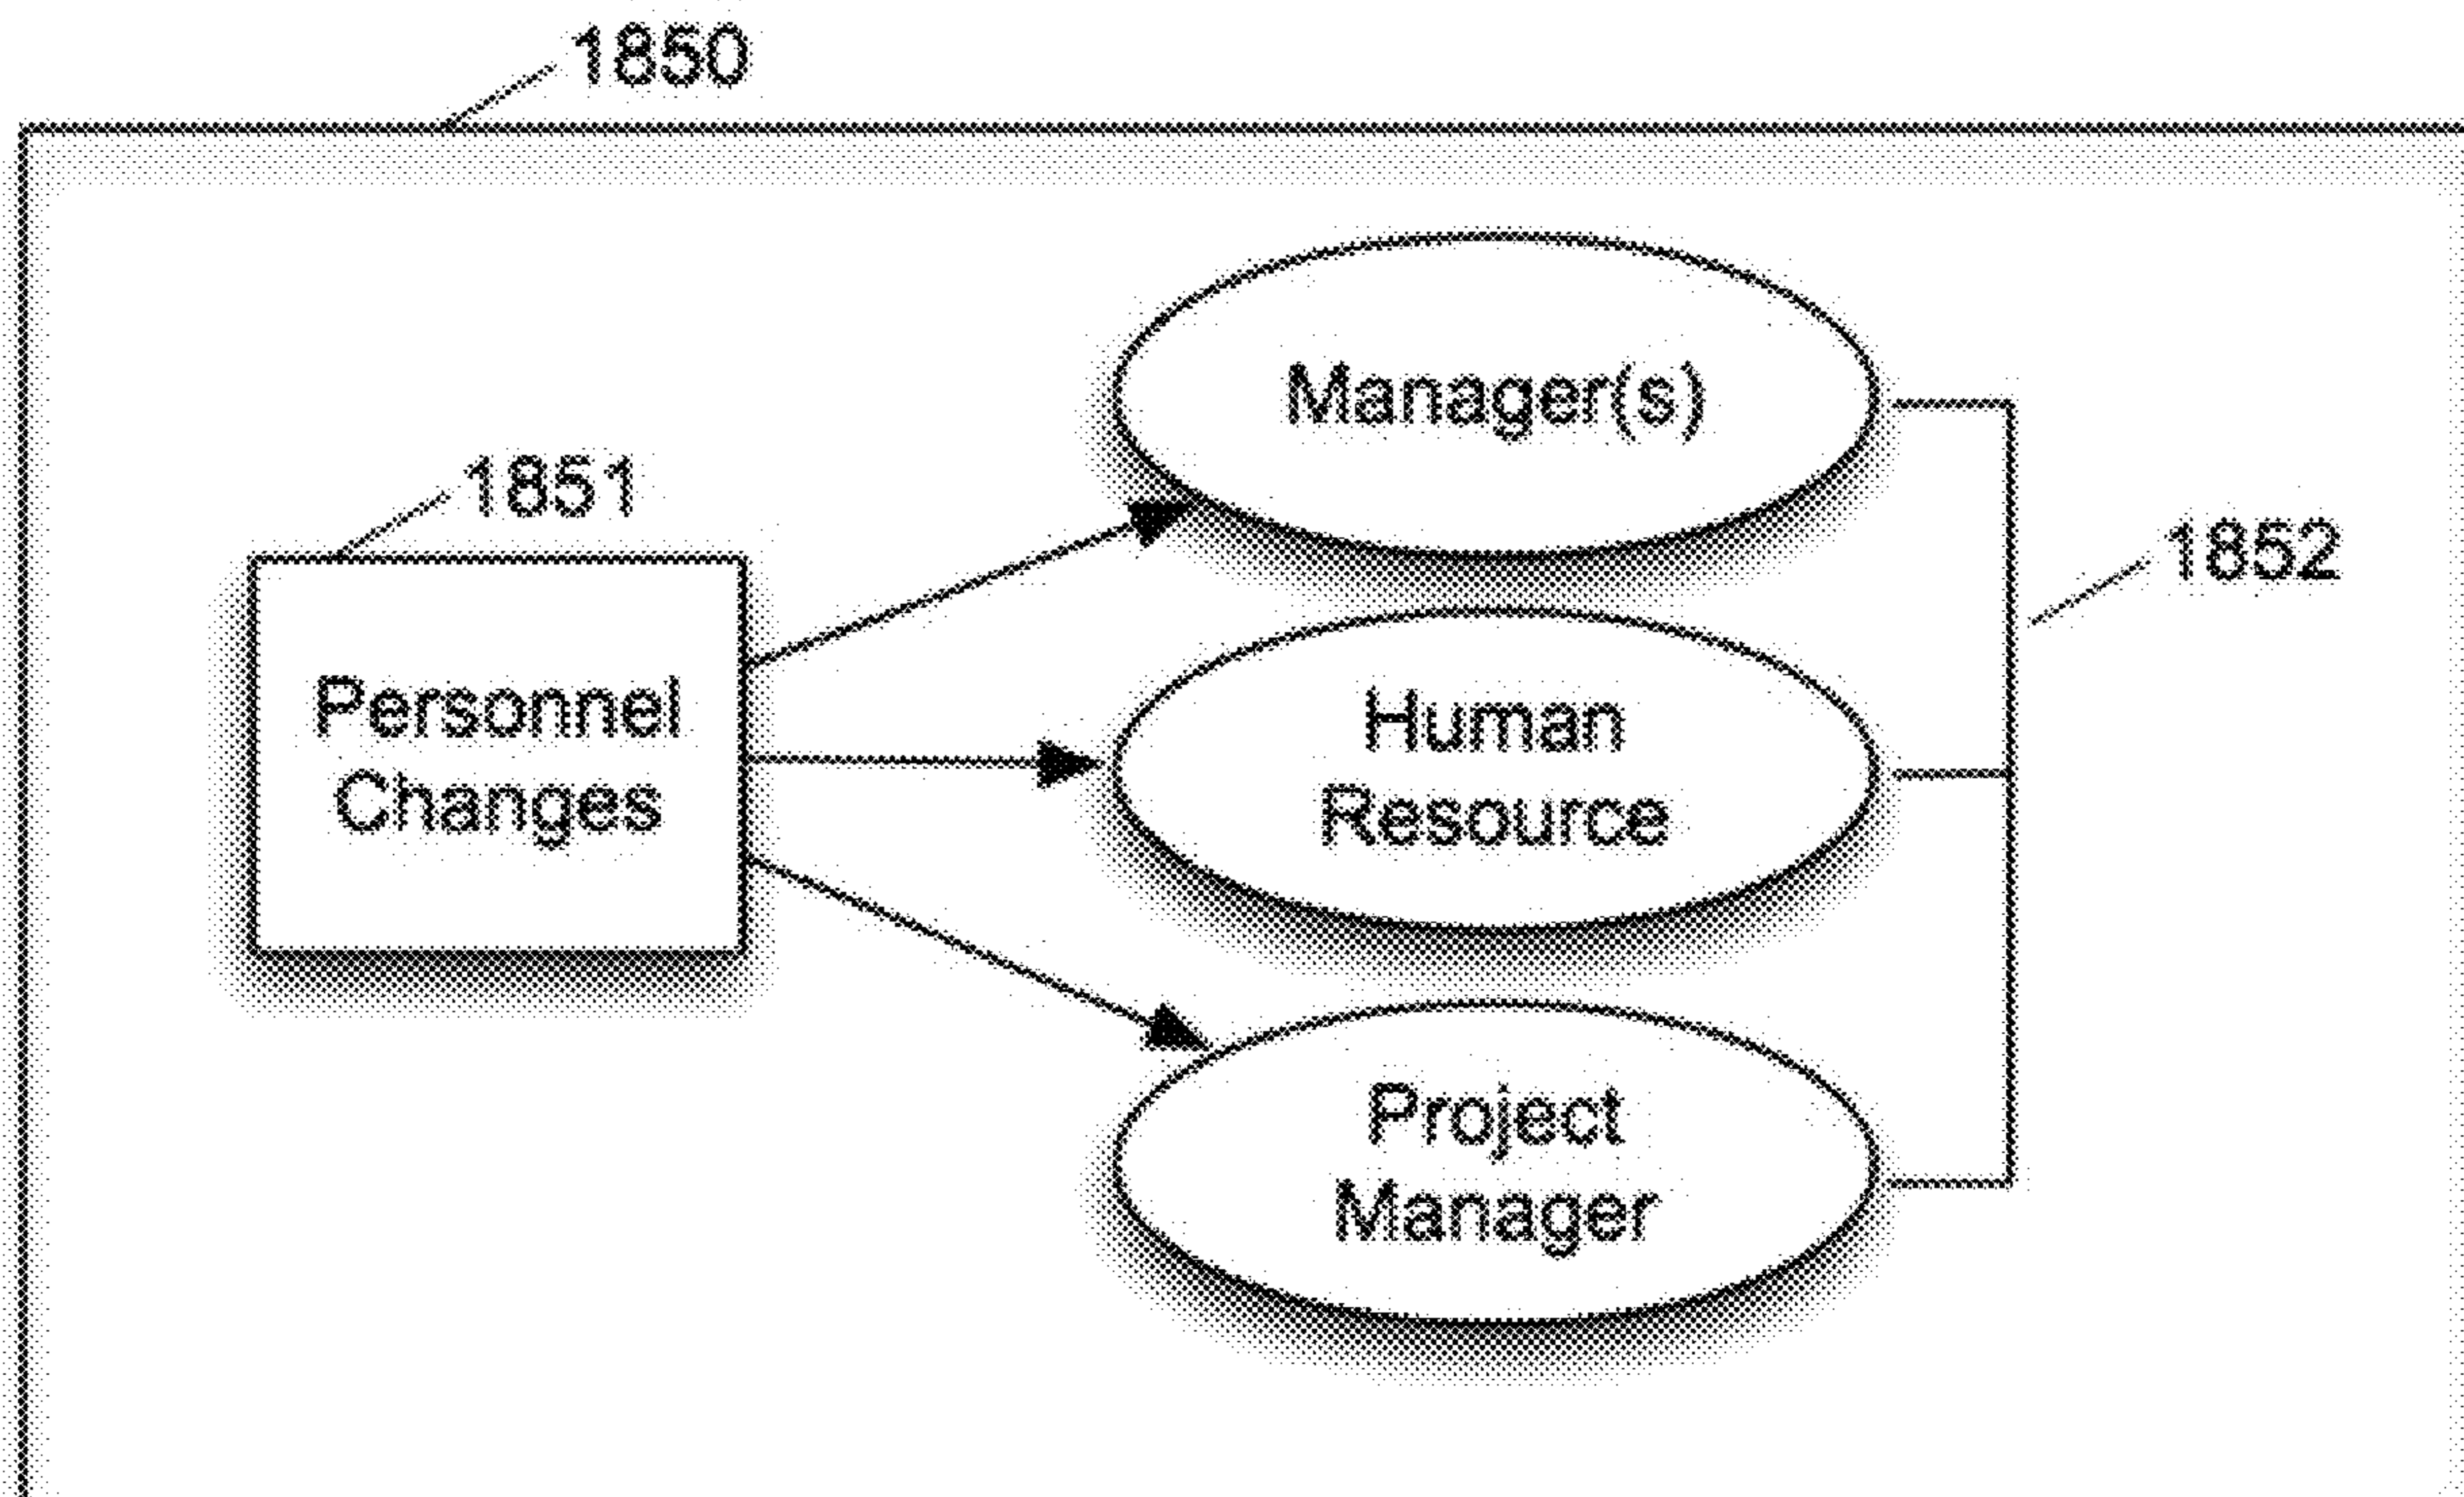 1850
Manager(s)
1851
1852
Personnel
Changes
Human
Resource
Project
Manager